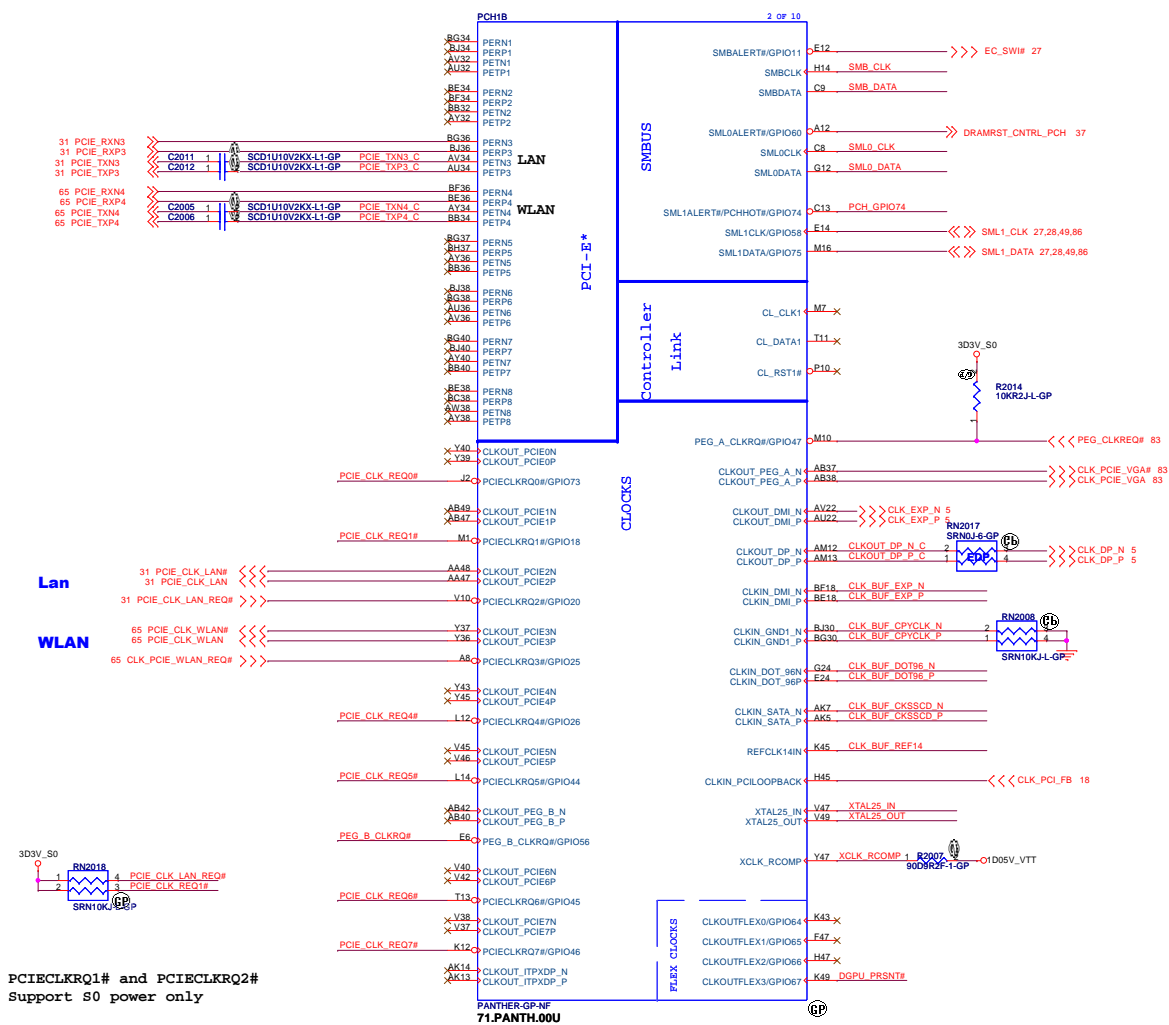 PCH1B
2 OF 10
BG34 PERN1
BJ34 PERP1
AV32 PETN1
AU32 PETP1
BE34 PERN2
BF34 PERP2
BB32 PETN2
AY32 PETP2
31 PCIE_RXN3 BG36 PERN3
31 PCIE_RXP3 BJ36 PERP3
31 PCIE_TXN3 C2011 1 SCD1U10V2KX-L1-GP PCIE_TXN3_C AV34 PETN3
31 PCIE_TXP3 C2012 1 SCD1U10V2KX-L1-GP PCIE_TXP3_C AU34 PETP3
LAN
65 PCIE_RXN4 BF36 PERN4
65 PCIE_RXP4 BE36 PERP4
65 PCIE_TXN4 C2005 1 SCD1U10V2KX-L1-GP PCIE_TXN4_C AY34 PETN4
65 PCIE_TXP4 C2006 1 SCD1U10V2KX-L1-GP PCIE_TXP4_C BB34 PETP4
WLAN
BG37 PERN5
BH37 PERP5
AY36 PETN5
BB36 PETP5
BJ38 PERN6
BG38 PERP6
AU36 PETN6
AV36 PETP6
BG40 PERN7
BJ40 PERP7
AY40 PETN7
BB40 PETP7
BE38 PERN8
BC38 PERP8
AW38 PETN8
AY38 PETP8
PCI-E*
Y40 CLKOUT_PCIE0N
Y39 CLKOUT_PCIE0P
PCIE_CLK_REQ0# J2 PCIECLKRQ0#/GPIO73
AB49 CLKOUT_PCIE1N
AB47 CLKOUT_PCIE1P
PCIE_CLK_REQ1# M1 PCIECLKRQ1#/GPIO18
Lan
31 PCIE_CLK_LAN# AA48 CLKOUT_PCIE2N
31 PCIE_CLK_LAN AA47 CLKOUT_PCIE2P
31 PCIE_CLK_LAN_REQ# V10 PCIECLKRQ2#/GPIO20
WLAN
65 PCIE_CLK_WLAN# Y37 CLKOUT_PCIE3N
65 PCIE_CLK_WLAN Y36 CLKOUT_PCIE3P
65 CLK_PCIE_WLAN_REQ# A8 PCIECLKRQ3#/GPIO25
Y43 CLKOUT_PCIE4N
Y45 CLKOUT_PCIE4P
PCIE_CLK_REQ4# L12 PCIECLKRQ4#/GPIO26
V45 CLKOUT_PCIE5N
V46 CLKOUT_PCIE5P
PCIE_CLK_REQ5# L14 PCIECLKRQ5#/GPIO44
AB42 CLKOUT_PEG_B_N
AB40 CLKOUT_PEG_B_P
PEG_B_CLKRQ# E6 PEG_B_CLKRQ#/GPIO56
V40 CLKOUT_PCIE6N
V42 CLKOUT_PCIE6P
PCIE_CLK_REQ6# T13 PCIECLKRQ6#/GPIO45
V38 CLKOUT_PCIE7N
V37 CLKOUT_PCIE7P
PCIE_CLK_REQ7# K12 PCIECLKRQ7#/GPIO46
AK14 CLKOUT_ITPXDP_N
AK13 CLKOUT_ITPXDP_P
CLOCKS
3D3V_S0
RN2018
1 4 PCIE_CLK_LAN_REQ#
2 3 PCIE_CLK_REQ1#
GP
PCIECLKRQ1# and PCIECLKRQ2#
Support S0 power only
SMBUS
SMBALERT#/GPIO11 E12 EC_SWI# 27
SMBCLK H14 SMB_CLK
SMBDATA C9 SMB_DATA
SML0ALERT#/GPIO60 A12 DRAMRST_CNTRL_PCH 37
SML0CLK C8 SML0_CLK
SML0DATA G12 SML0_DATA
SML1ALERT#/PCHHOT#/GPIO74 C13 PCH_GPIO74
SML1CLK/GPIO58 E14 SML1_CLK 27,28,49,86
SML1DATA/GPIO75 M16 SML1_DATA 27,28,49,86
Controller
Link
CL_CLK1 M7
CL_DATA1 T11
CL_RST1# P10
3D3V_S0
R2014
10KR2J-L-GP
1
PEG_A_CLKRQ#/GPIO47 M10 PEG_CLKREQ# 83
CLKOUT_PEG_A_N AB37 CLK_PCIE_VGA# 83
CLKOUT_PEG_A_P AB38 CLK_PCIE_VGA 83
CLKOUT_DMI_N AV22 CLK_EXP_N 5
CLKOUT_DMI_P AU22 CLK_EXP_P 5
RN2017
SRN0J-6-GP
CLKOUT_DP_N AM12 CLKOUT_DP_N_C 2 CLK_DP_N 5
CLKOUT_DP_P AM13 CLKOUT_DP_P_C 1 4 CLK_DP_P 5
EDP
CLKIN_DMI_N BF18 CLK_BUF_EXP_N
CLKIN_DMI_P BE18 CLK_BUF_EXP_P
RN2008
CLKIN_GND1_N BJ30 CLK_BUF_CPYCLK_N 2
CLKIN_GND1_P BG30 CLK_BUF_CPYCLK_P 1 4
SRN10KJ-L-GP
CLKIN_DOT_96N G24 CLK_BUF_DOT96_N
CLKIN_DOT_96P E24 CLK_BUF_DOT96_P
CLKIN_SATA_N AK7 CLK_BUF_CKSSCD_N
CLKIN_SATA_P AK5 CLK_BUF_CKSSCD_P
REFCLK14IN K45 CLK_BUF_REF14
CLKIN_PCILOOPBACK H45 CLK_PCI_FB 18
XTAL25_IN V47 XTAL25_IN
XTAL25_OUT V49 XTAL25_OUT
XCLK_RCOMP Y47 XCLK_RCOMP 1 R2007 1D05V_VTT
90D9R2F-1-GP
FLEX CLOCKS
CLKOUTFLEX0/GPIO64 K43
CLKOUTFLEX1/GPIO65 F47
CLKOUTFLEX2/GPIO66 H47
CLKOUTFLEX3/GPIO67 K49 DGPU_PRSNT#
PANTHER-GP-NF
71.PANTH.00U
GP